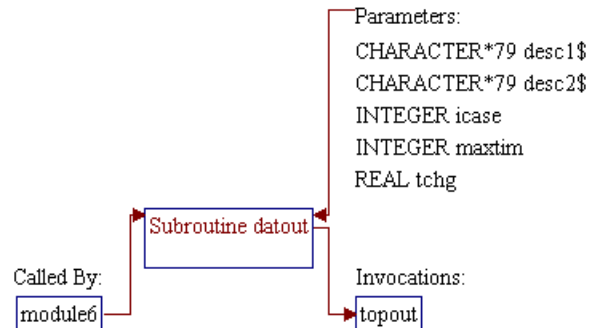 Parameters:
CHARACTER*79 desc1$
CHARACTER*79 desc2$
INTEGER icase
INTEGER maxtim
REAL tchg
Subroutine datout
Called By:
module6
Invocations:
topout